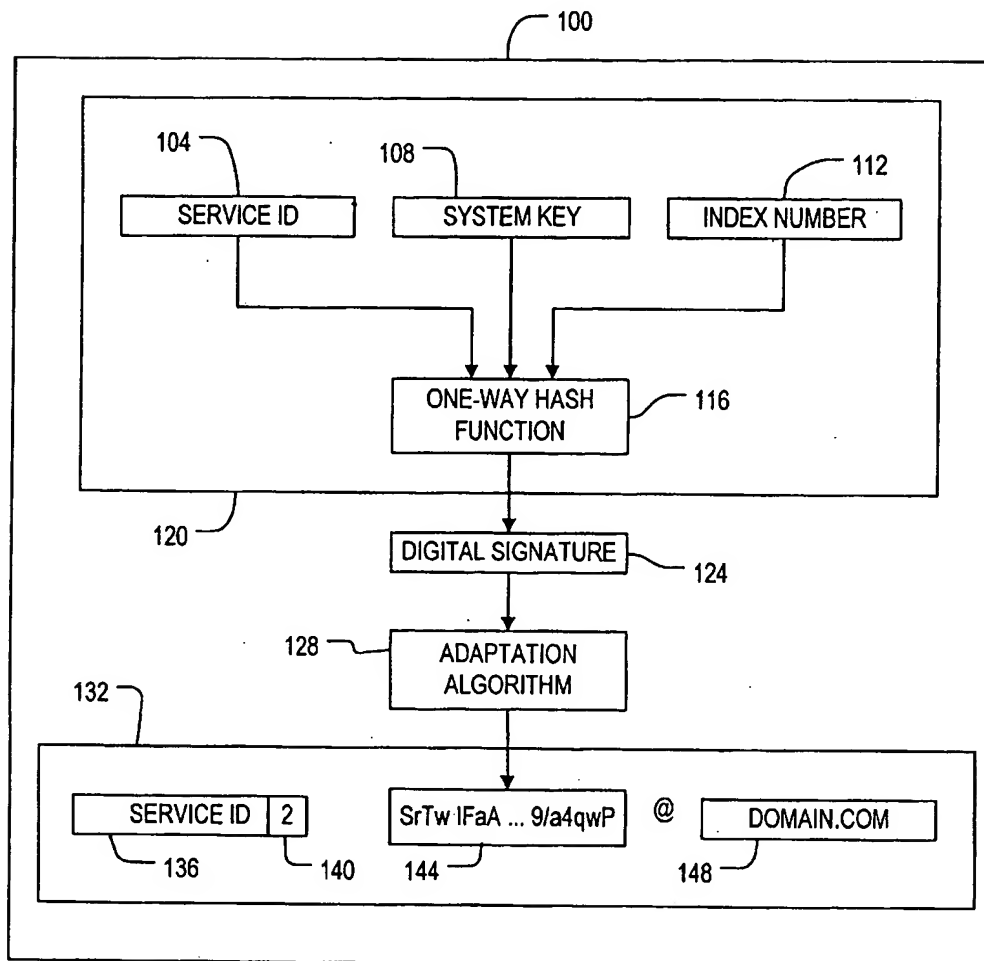 100
104
108
112
SERVICE ID
SYSTEM KEY
INDEX NUMBER
ONE-WAY HASH
FUNCTION
116
120
DIGITAL SIGNATURE
124
128
ADAPTATION
ALGORITHM
132
SERVICE ID 2
SrTw IFaA ... 9/a4qwP
@
DOMAIN.COM
136
140
144
148